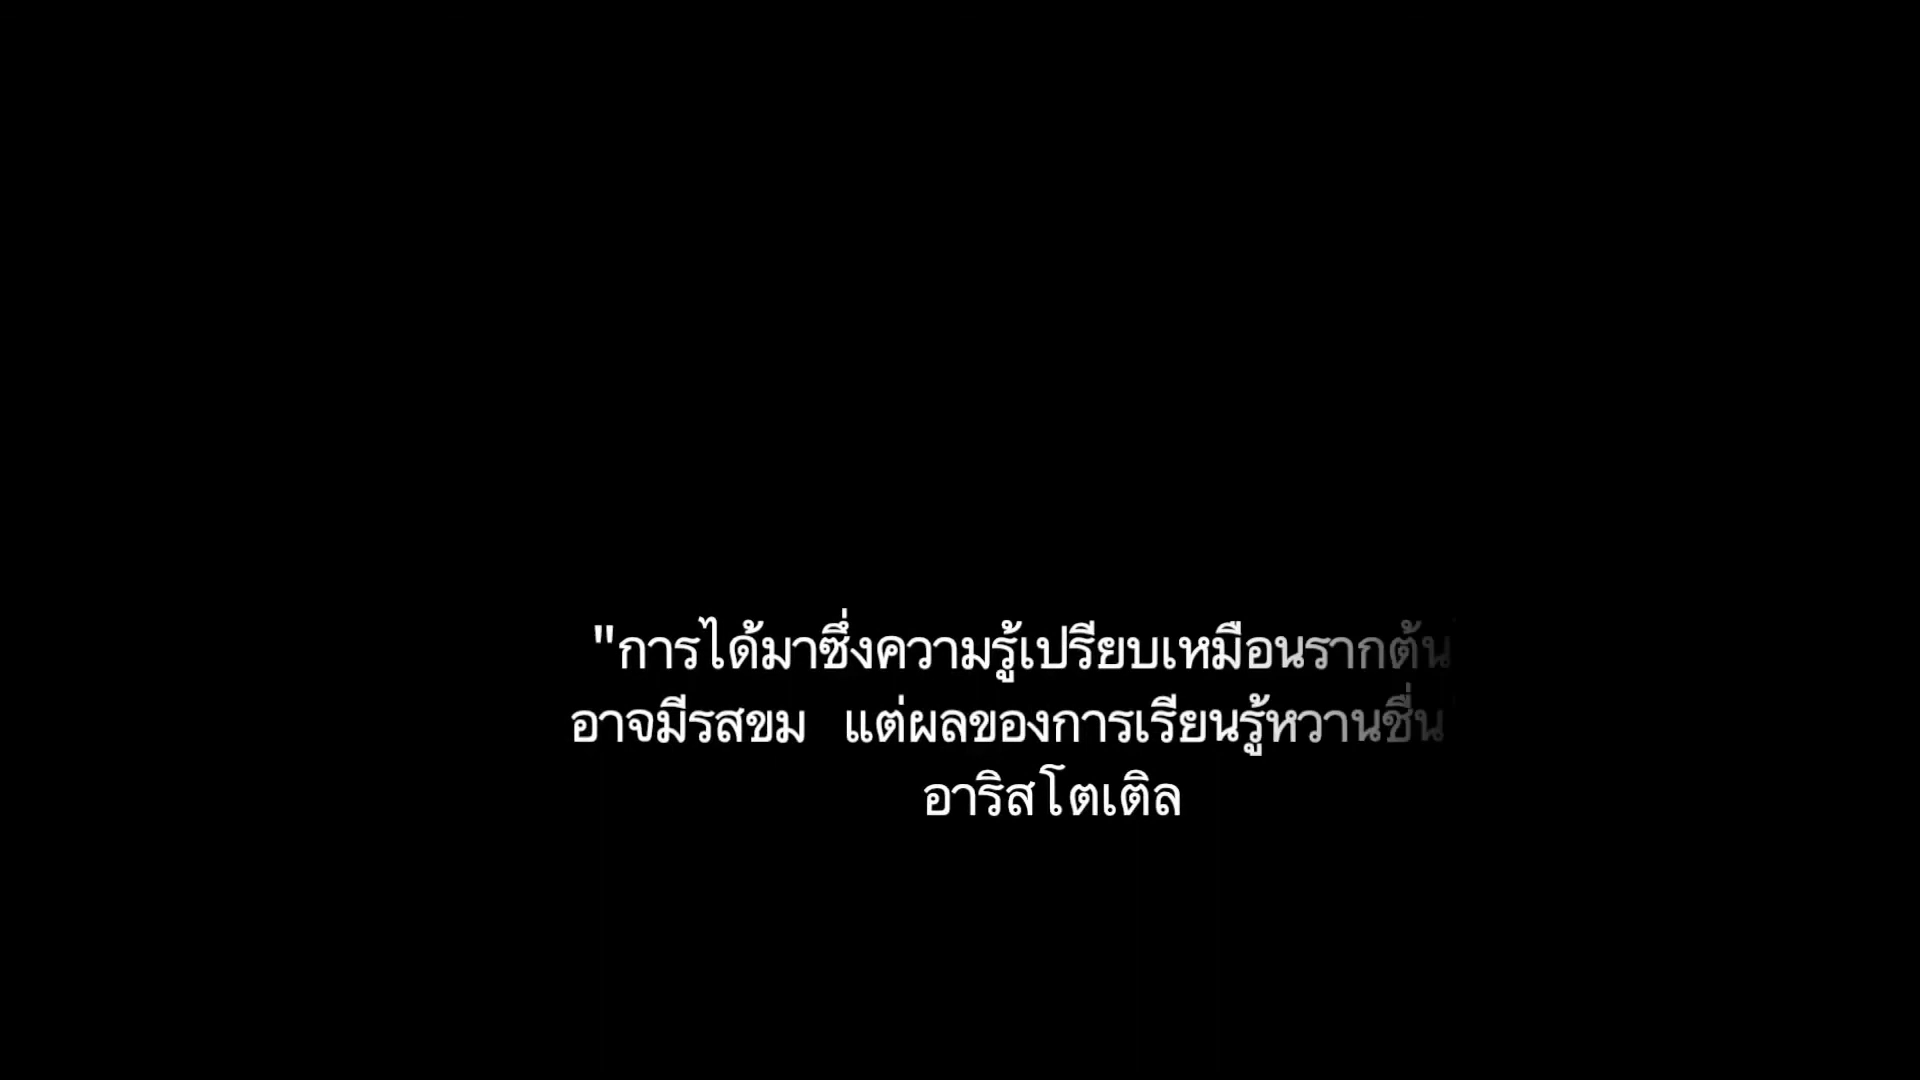 "การได้มาซึ่งความรู้เปรียบเหมือนรากต้น
อาจมีรสขม แต่ผลของการเรียนรู้หวานชื่น
อาริสโตเติล